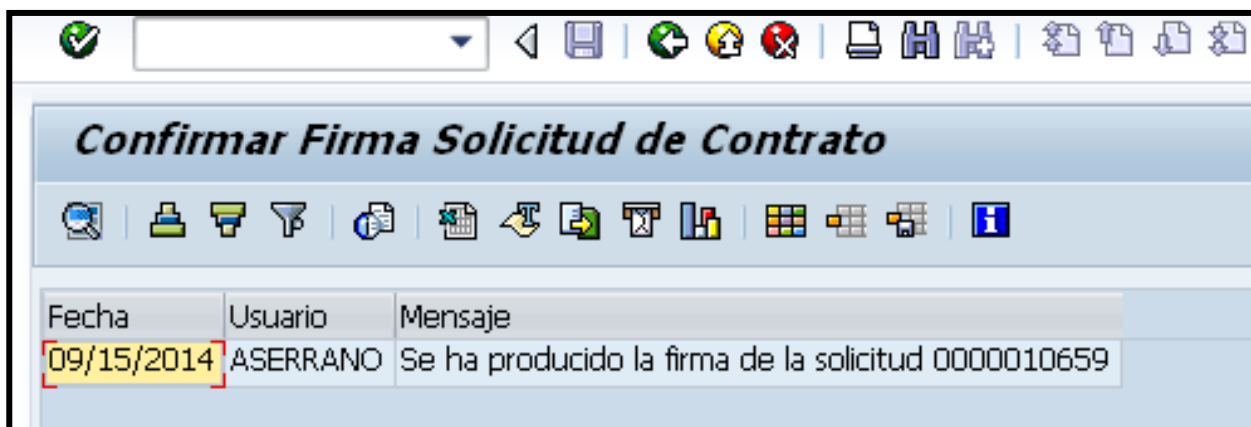 Confirmar Firma Solicitud de Contrato
Fecha Usuario Mensaje
09/15/2014 ASERRANO Se ha producido la firma de la solicitud 0000010659